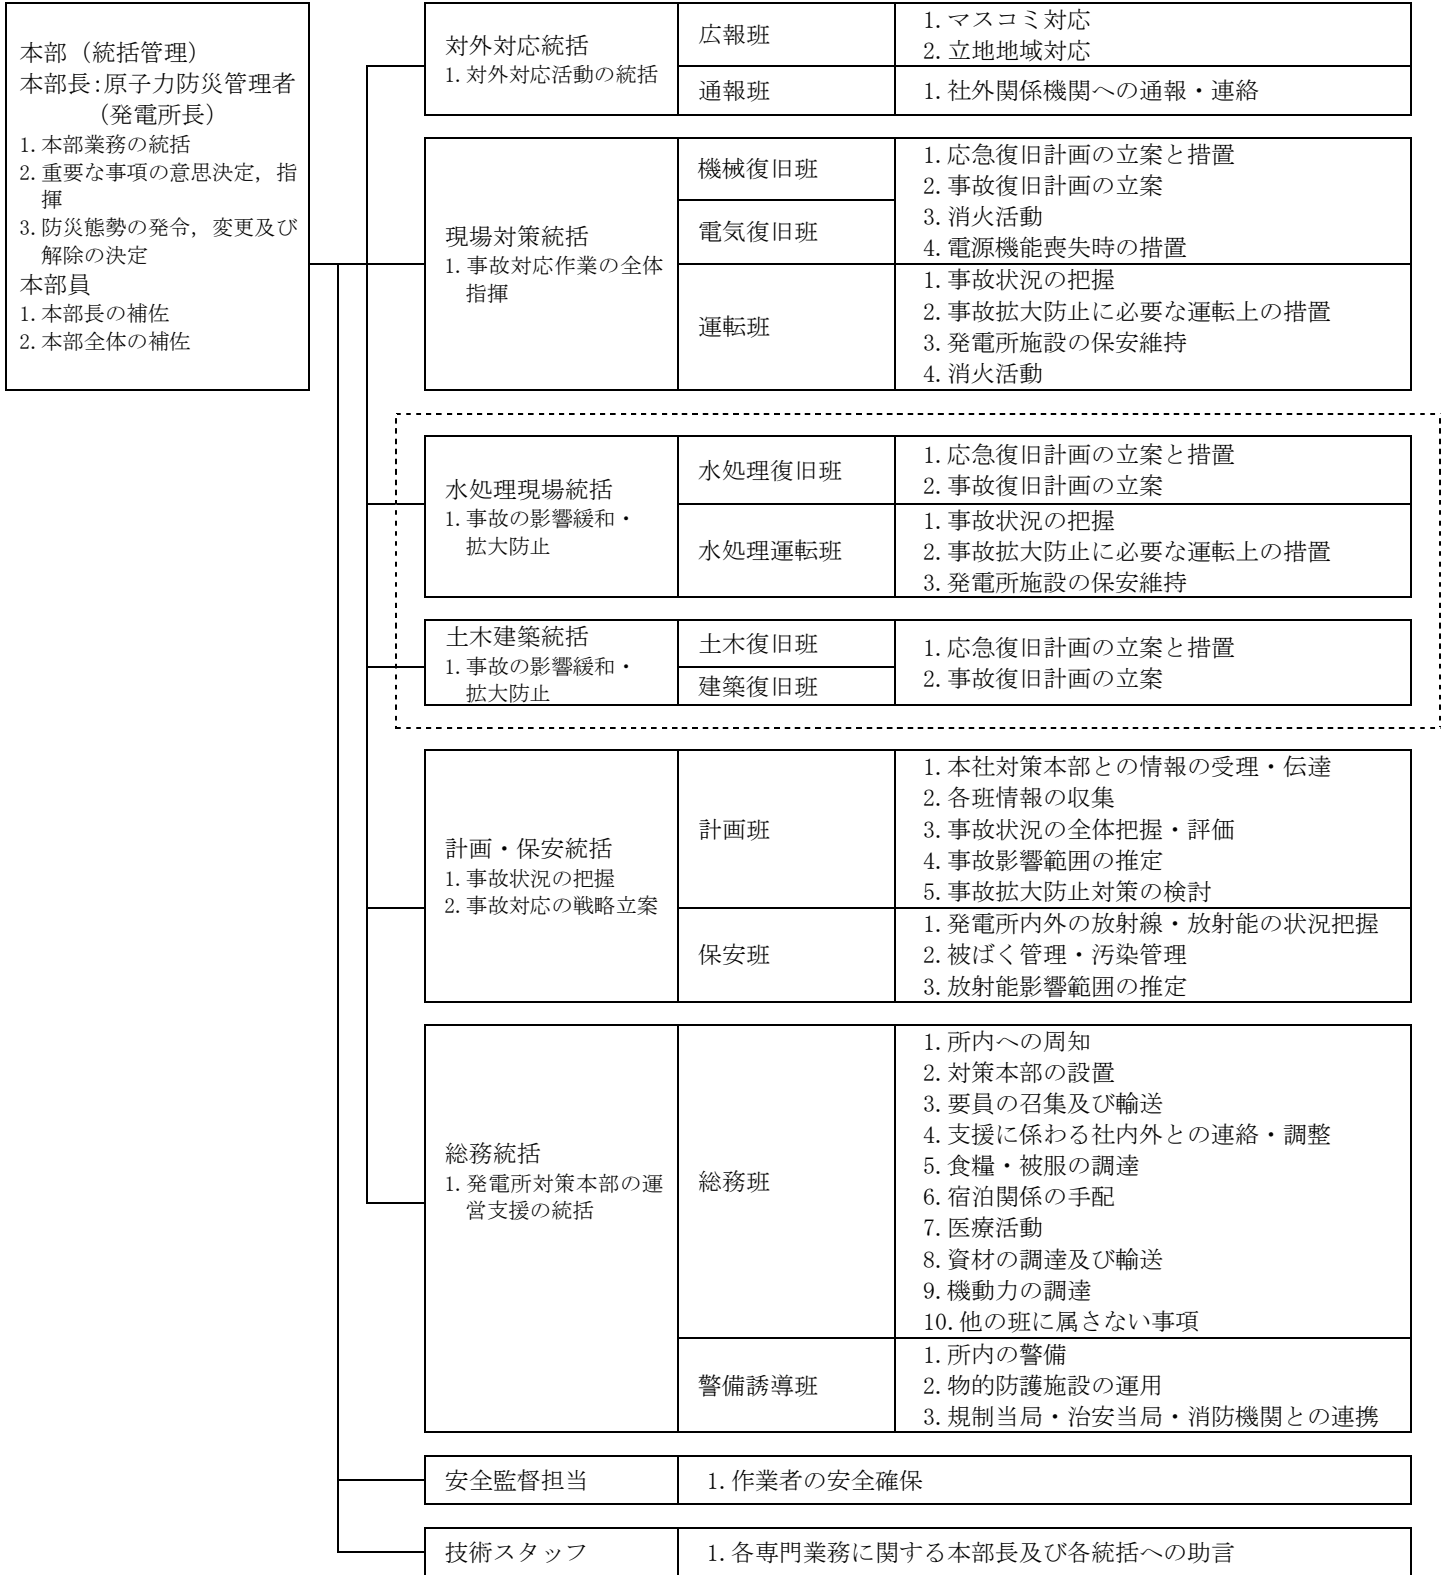 本部（統括管理）
本部長：原子力防災管理者
（発電所長）
1. 本部業務の統括
2. 重要な事項の意思決定，指
揮
3. 防災態勢の発令，変更及び
解除の決定
本部員
1. 本部長の補佐
2. 本部全体の補佐
対外対応統括
1. 対外対応活動の統括
広報班
1. マスコミ対応
2. 立地地域対応
通報班
1. 社外関係機関への通報・連絡
現場対策統括
1. 事故対応作業の全体
指揮
機械復旧班
電気復旧班
1. 応急復旧計画の立案と措置
2. 事故復旧計画の立案
3. 消火活動
4. 電源機能喪失時の措置
運転班
1. 事故状況の把握
2. 事故拡大防止に必要な運転上の措置
3. 発電所施設の保安維持
4. 消火活動
水処理現場統括
1. 事故の影響緩和・
拡大防止
水処理復旧班
1. 応急復旧計画の立案と措置
2. 事故復旧計画の立案
水処理運転班
1. 事故状況の把握
2. 事故拡大防止に必要な運転上の措置
3. 発電所施設の保安維持
土木建築統括
1. 事故の影響緩和・
拡大防止
土木復旧班
建築復旧班
1. 応急復旧計画の立案と措置
2. 事故復旧計画の立案
計画・保安統括
1. 事故状況の把握
2. 事故対応の戦略立案
計画班
1. 本社対策本部との情報の受理・伝達
2. 各班情報の収集
3. 事故状況の全体把握・評価
4. 事故影響範囲の推定
5. 事故拡大防止対策の検討
保安班
1. 発電所内外の放射線・放射能の状況把握
2. 被ばく管理・汚染管理
3. 放射能影響範囲の推定
総務統括
1. 発電所対策本部の運
営支援の統括
総務班
1. 所内への周知
2. 対策本部の設置
3. 要員の召集及び輸送
4. 支援に係わる社内外との連絡・調整
5. 食糧・被服の調達
6. 宿泊関係の手配
7. 医療活動
8. 資材の調達及び輸送
9. 機動力の調達
10. 他の班に属さない事項
警備誘導班
1. 所内の警備
2. 物的防護施設の運用
3. 規制当局・治安当局・消防機関との連携
安全監督担当
1. 作業者の安全確保
技術スタッフ
1. 各専門業務に関する本部長及び各統括への助言